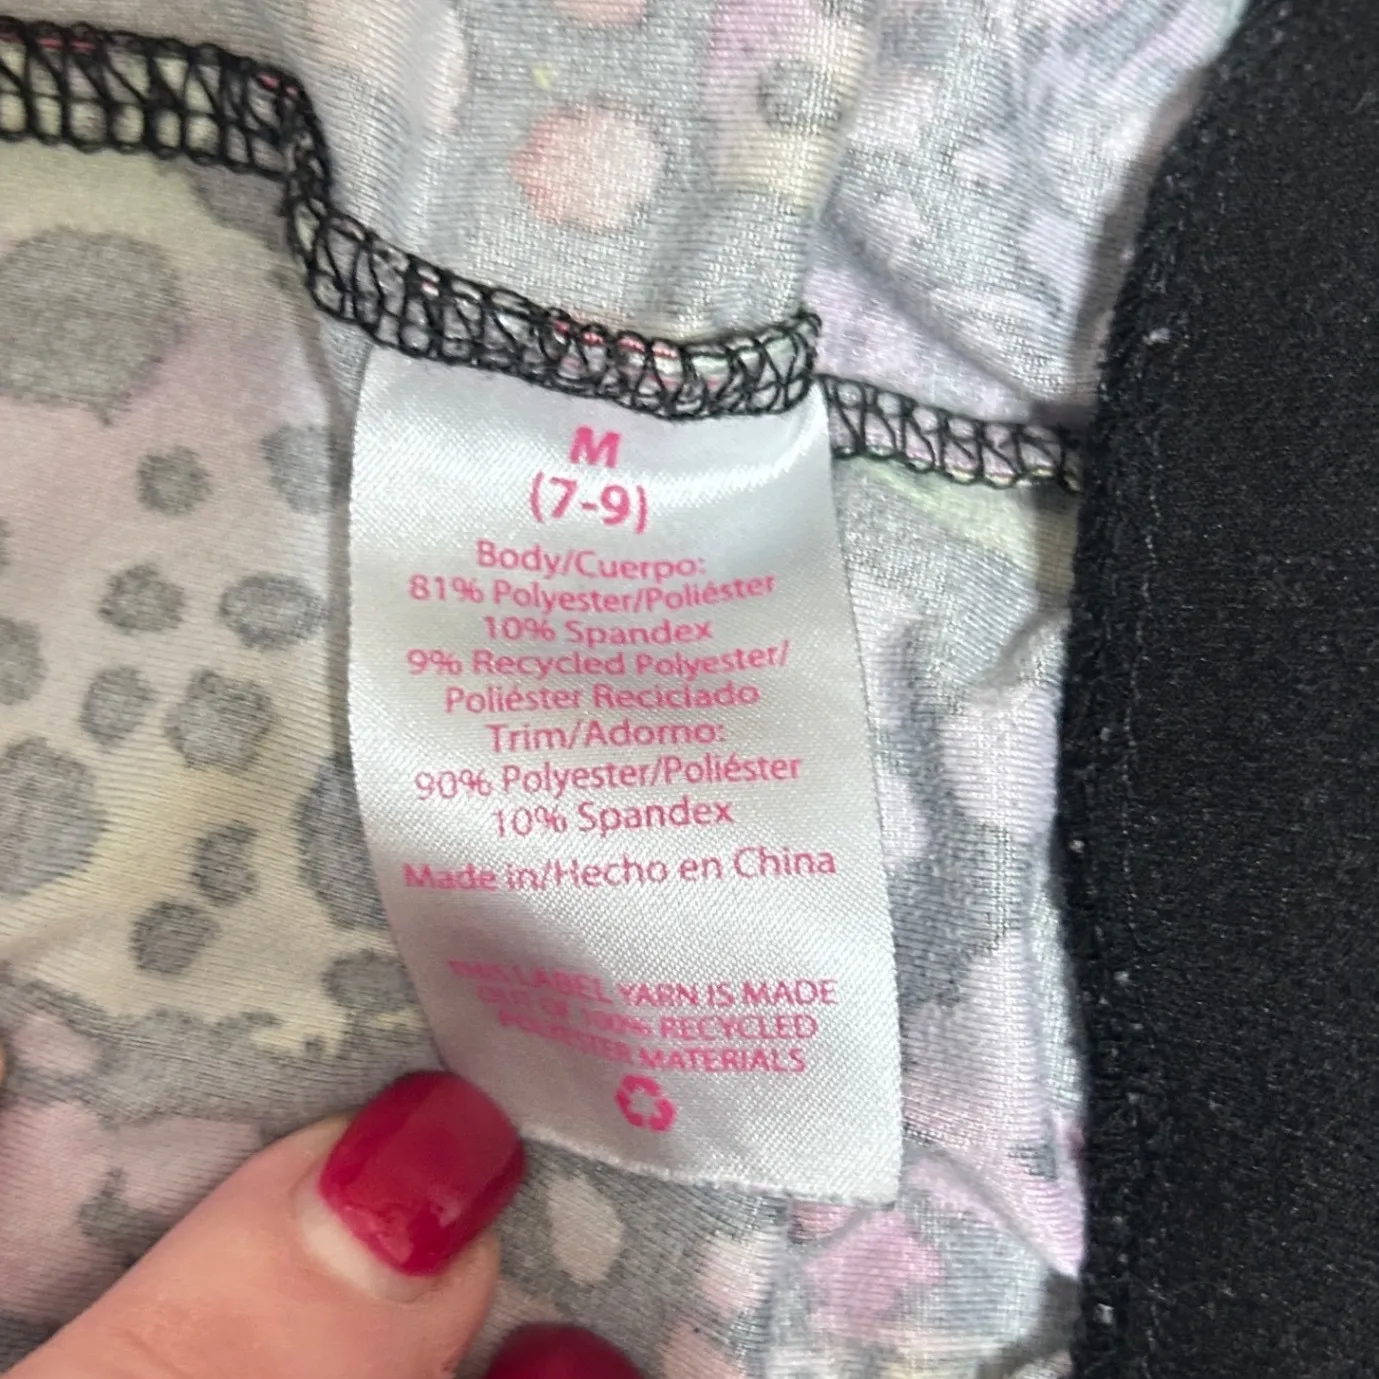 M
(7-9)
Body/Cuerpo:
81% Polyester/Poliéster
10% Spandex
9% Recycled Polyester/
Poliéster Reciclado
Trim/Adorno:
90% Polyester/Poliéster
10% Spandex
Made in/Hecho en China
THIS LABEL YARN IS MADE
OUT OF 100% RECYCLED
POLYESTER MATERIALS